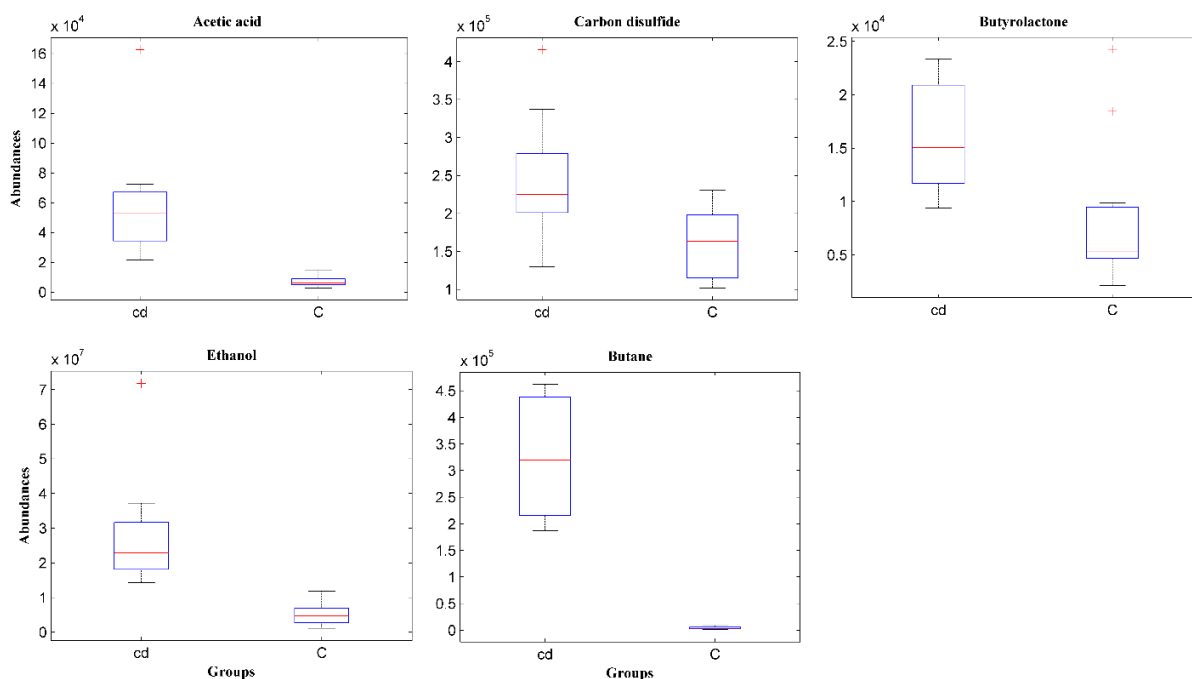 Acetic acid
x 10^4
16
14
12
10
8
6
4
2
0
Abundances
cd C
Carbon disulfide
x 10^5
4
3.5
3
2.5
2
1.5
1
cd C
Butyrolactone
x 10^4
2.5
2
1.5
1
0.5
cd C
Ethanol
x 10^7
7
6
5
4
3
2
1
0
Abundances
cd C
Groups
Butane
x 10^5
4.5
4
3.5
3
2.5
2
1.5
1
0.5
0
cd C
Groups